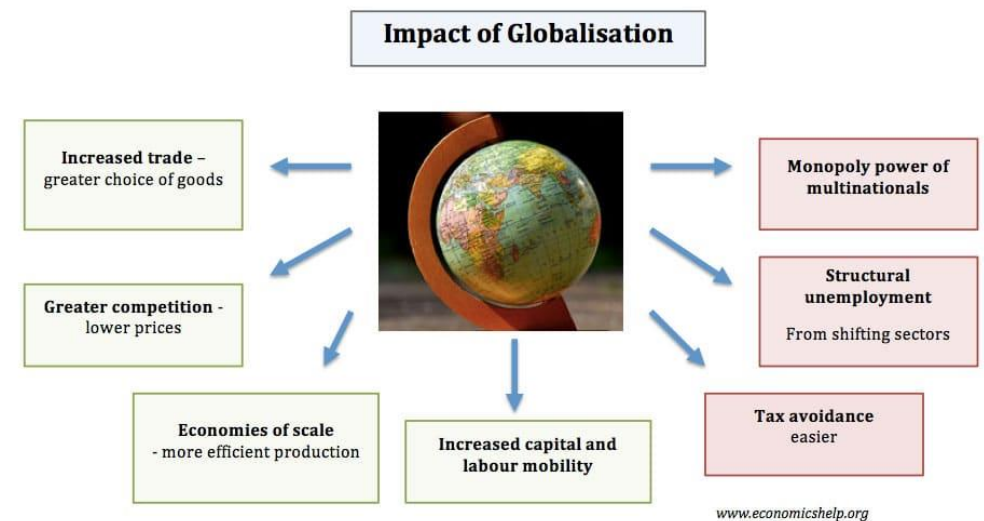 Impact of Globalisation
Increased trade –
greater choice of goods
Greater competition -
lower prices
Economies of scale
- more efficient production
Increased capital and
labour mobility
Monopoly power of
multinationals
Structural
unemployment
From shifting sectors
Tax avoidance
easier
www.economicshelp.org